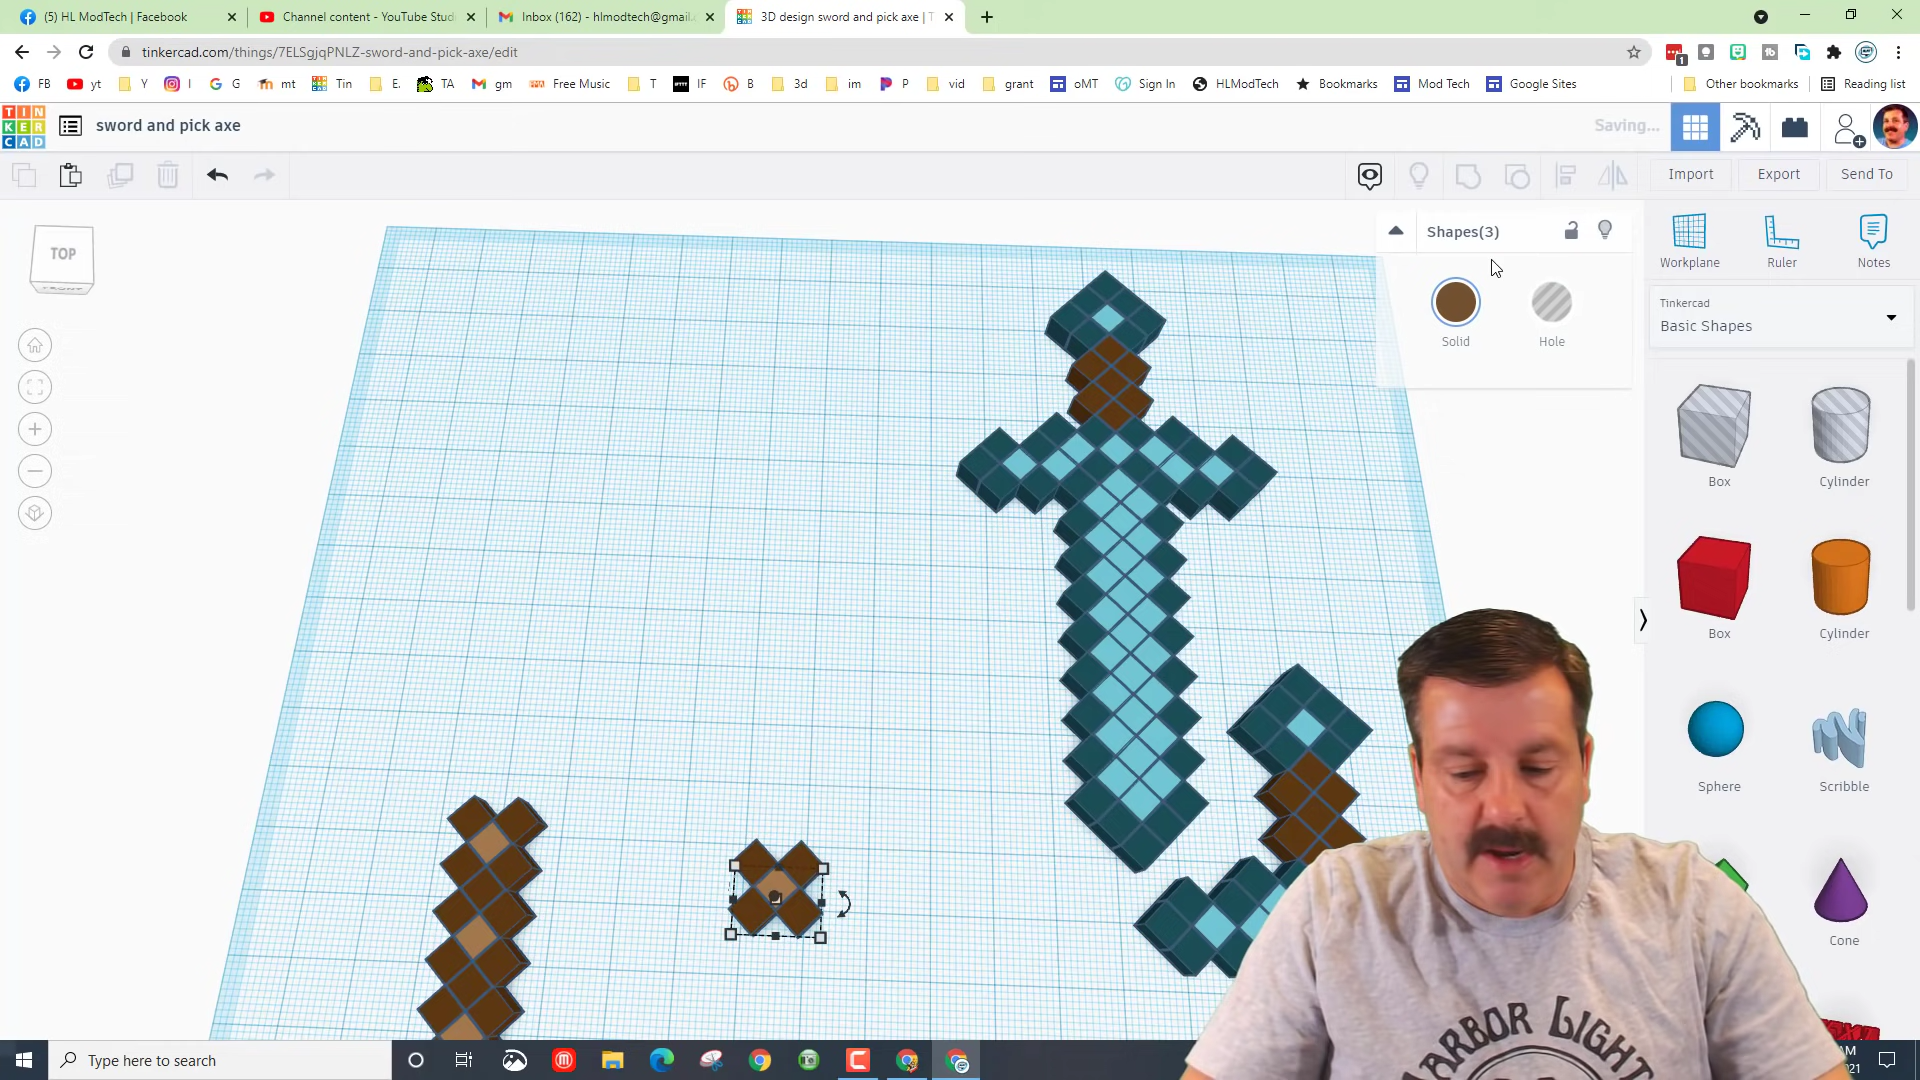 (5) HL ModTech | Facebook
Channel content - YouTube Stud
Inbox (162) - hlmodtech@gmail.
3D design sword and pick axe | T
tinkercad.com/things/7ELSgjqPNLZ-sword-and-pick-axe/edit
1
FB
yt
Y
I
G
mt
Tin
E.
TA
gm
Free Music
T
IF
B
3d
im
P
vid
grant
oMT
Sign In
HLModTech
Bookmarks
Mod Tech
Google Sites
Other bookmarks
Reading list
TIN
KER
CAD
sword and pick axe
Saving...
Import
Export
Send To
TOP
FRONT
Shapes(3)
Solid
Hole
Workplane
Ruler
Notes
Tinkercad
Basic Shapes
Box
Cylinder
Box
Cylinder
Sphere
Scribble
Cone
HARBOR LIGHT
Type here to search
AM